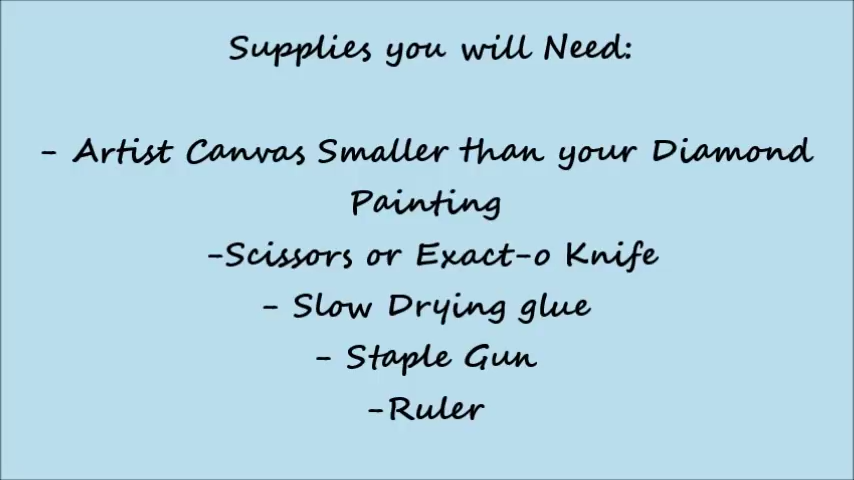 Supplies you will Need:
- Artist Canvas Smaller than your Diamond
Painting
-Scissors or Exact-o Knife
- Slow Drying glue
- Staple Gun
-Ruler